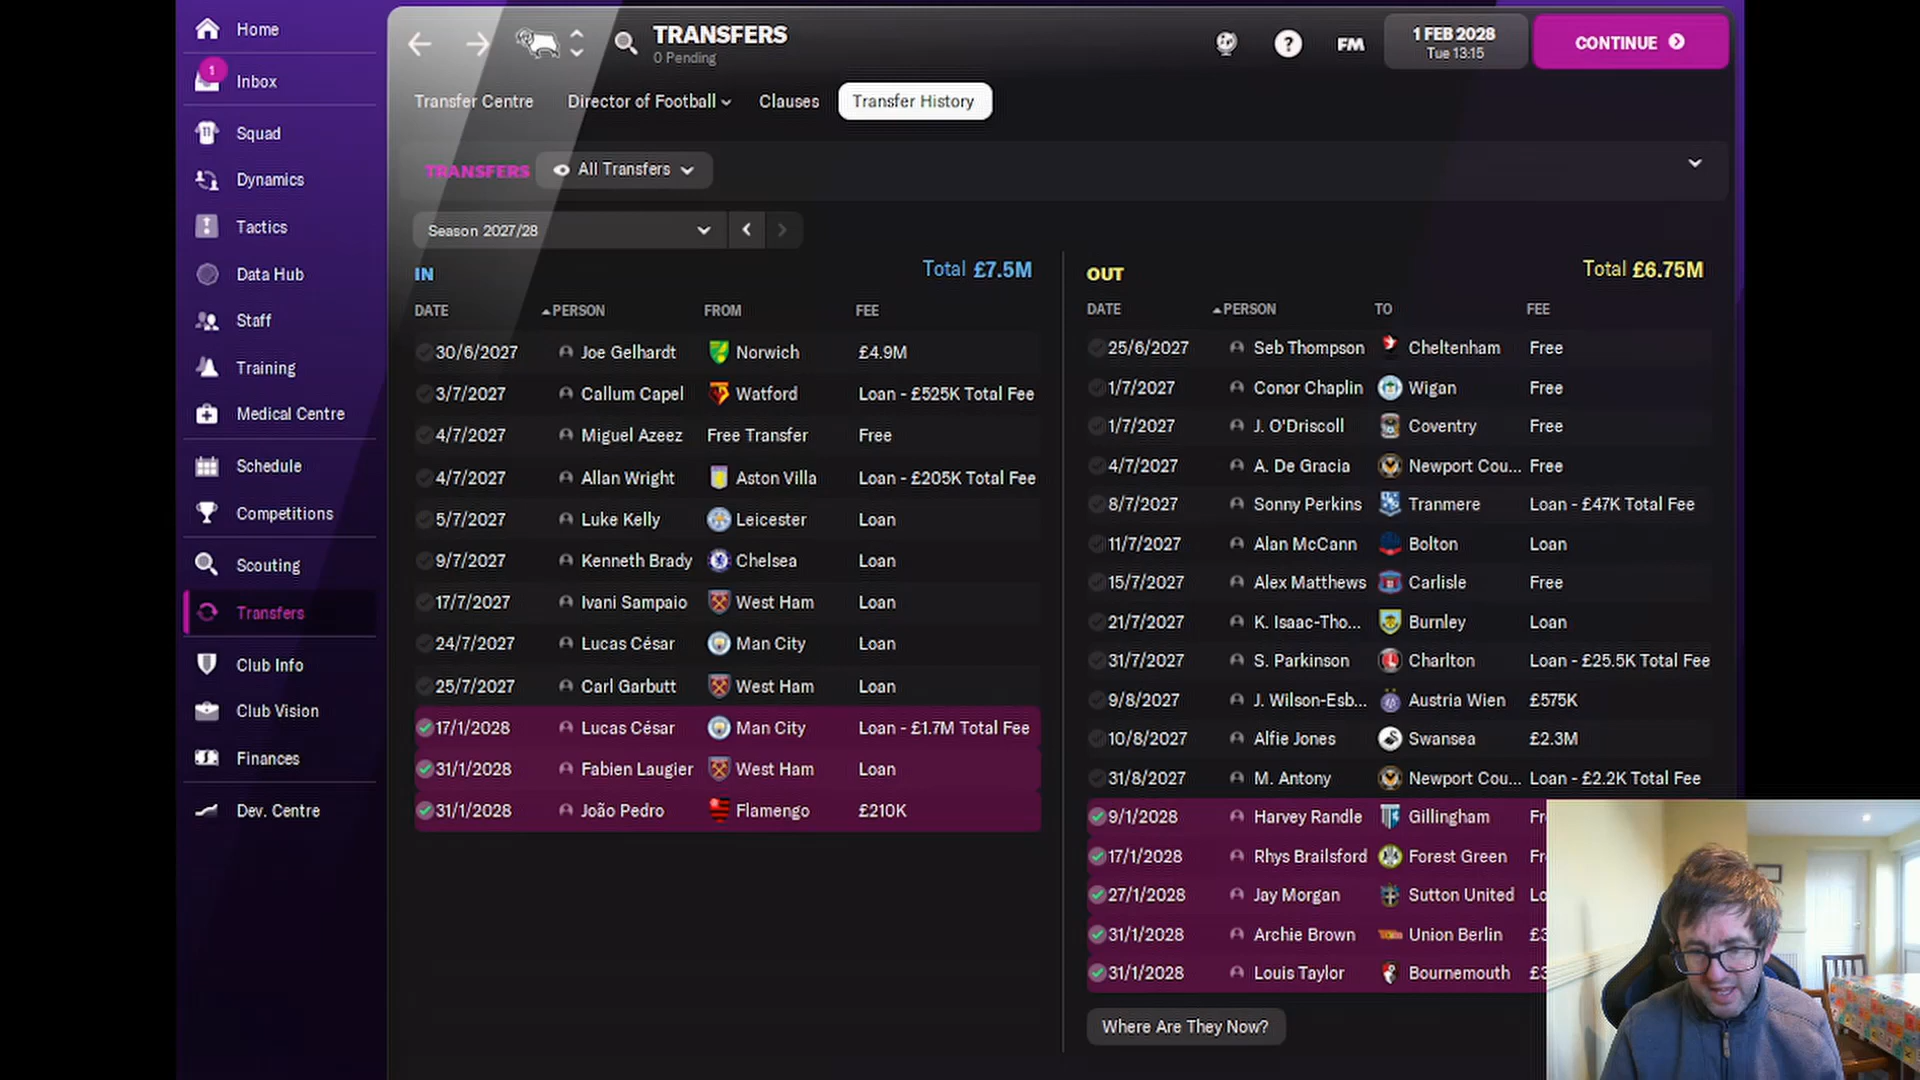 Home
1
Inbox
Squad
Dynamics
Tactics
Data Hub
Staff
Training
Medical Centre
Schedule
Competitions
Scouting
Transfers
Club Info
Club Vision
Finances
Dev. Centre
TRANSFERS
0 Pending
?
FM
1 FEB 2028
Tue 13:15
CONTINUE
Transfer Centre
Director of Football
Clauses
Transfer History
TRANSFERS
All Transfers
Season 2027/28
IN
Total £7.5M
DATE PERSON FROM FEE
30/6/2027 Joe Gelhardt Norwich £4.9M
3/7/2027 Callum Capel Watford Loan - £525K Total Fee
4/7/2027 Miguel Azeez Free Transfer Free
4/7/2027 Allan Wright Aston Villa Loan - £205K Total Fee
5/7/2027 Luke Kelly Leicester Loan
9/7/2027 Kenneth Brady Chelsea Loan
17/7/2027 Ivani Sampaio West Ham Loan
24/7/2027 Lucas César Man City Loan
25/7/2027 Carl Garbutt West Ham Loan
17/1/2028 Lucas César Man City Loan - £1.7M Total Fee
31/1/2028 Fabien Laugier West Ham Loan
31/1/2028 João Pedro Flamengo £210K
OUT
Total £6.75M
DATE PERSON TO FEE
25/6/2027 Seb Thompson Cheltenham Free
1/7/2027 Conor Chaplin Wigan Free
1/7/2027 J. O'Driscoll Coventry Free
4/7/2027 A. De Gracia Newport Cou... Free
8/7/2027 Sonny Perkins Tranmere Loan - £47K Total Fee
11/7/2027 Alan McCann Bolton Loan
15/7/2027 Alex Matthews Carlisle Free
21/7/2027 K. Isaac-Tho... Burnley Loan
31/7/2027 S. Parkinson Charlton Loan - £25.5K Total Fee
9/8/2027 J. Wilson-Esb... Austria Wien £575K
10/8/2027 Alfie Jones Swansea £2.3M
31/8/2027 M. Antony Newport Cou... Loan - £2.2K Total Fee
9/1/2028 Harvey Randle Gillingham Fr
17/1/2028 Rhys Brailsford Forest Green Fr
27/1/2028 Jay Morgan Sutton United Lo
31/1/2028 Archie Brown Union Berlin £3
31/1/2028 Louis Taylor Bournemouth £3
Where Are They Now?